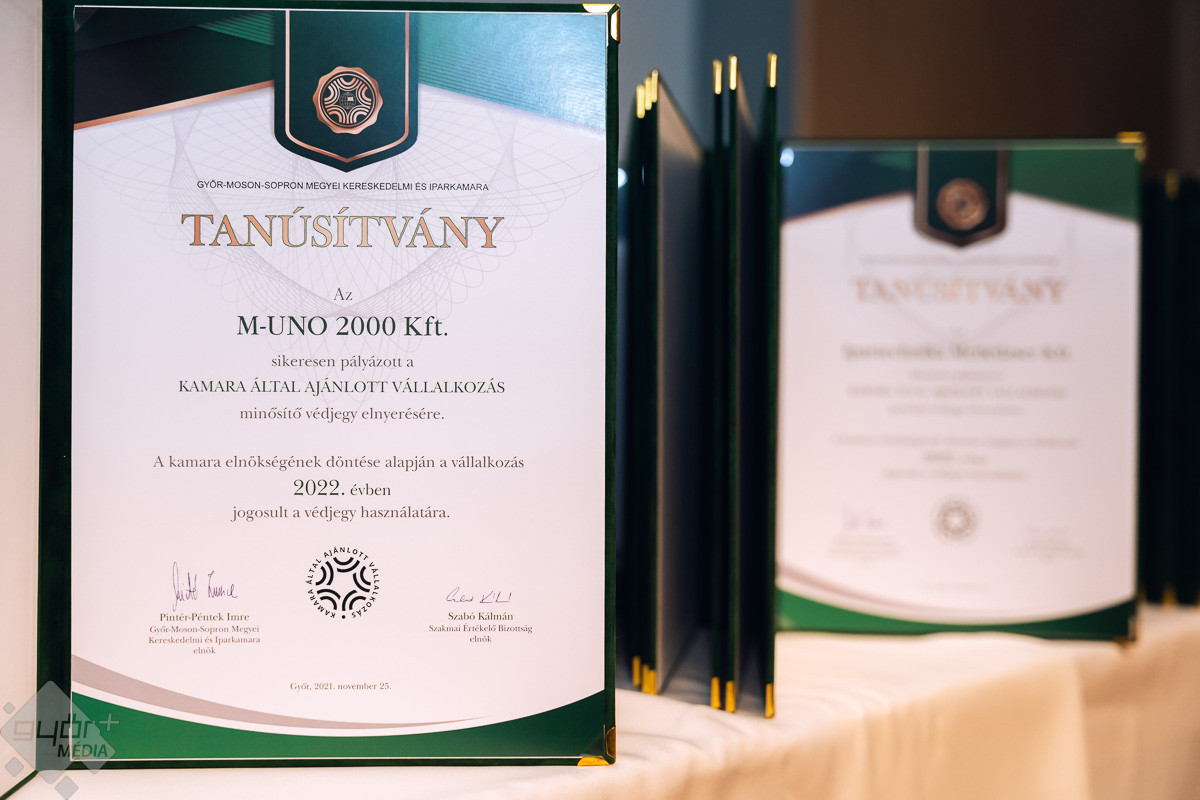 GYŐR-MOSON-SOPRON MEGYEI KERESKEDELMI ÉS IPARKAMARA
TANÚSÍTVÁNY
Az
M-UNO 2000 Kft.
sikeresen pályázott a
KAMARA ÁLTAL AJÁNLOTT VÁLLALKOZÁS
minősítő védjegy elnyerésére.
A kamara elnökségének döntése alapján a vállalkozás
2022. évben
jogosult a védjegy használatára.
KAMARA ÁLTAL AJÁNLOTT VÁLLALKOZÁS
Pintér-Péntek Imre
Győr-Moson-Sopron Megyei
Kereskedelmi és Iparkamara
elnök
Szabó Kálmán
Szakmai Értékelő Bizottság
elnök
Győr, 2021. november 25.
győr+
MÉDIA
TANÚSÍTVÁNY